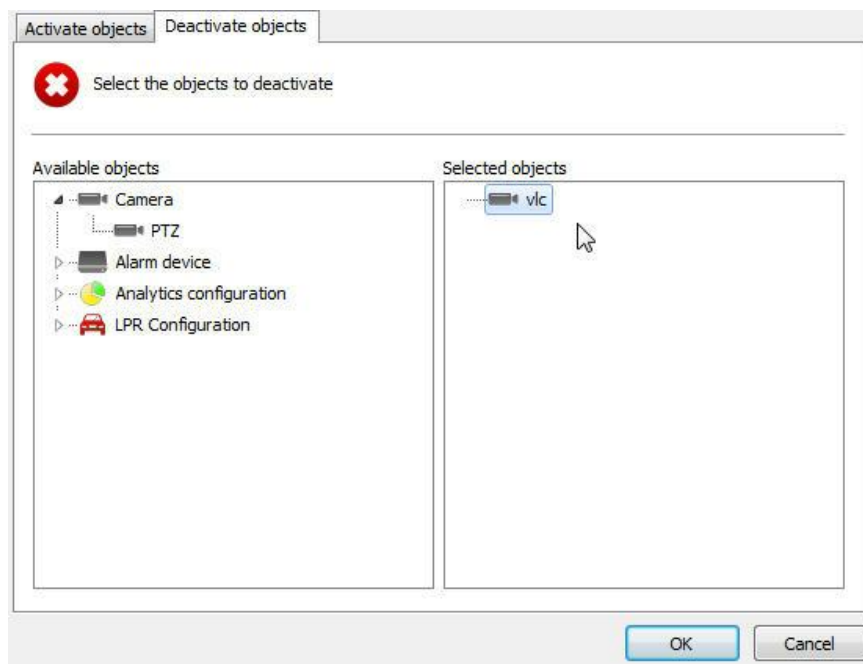 Activate objects
Deactivate objects
Select the objects to deactivate
Available objects
Selected objects
Camera
PTZ
Alarm device
Analytics configuration
LPR Configuration
vlc
OK
Cancel